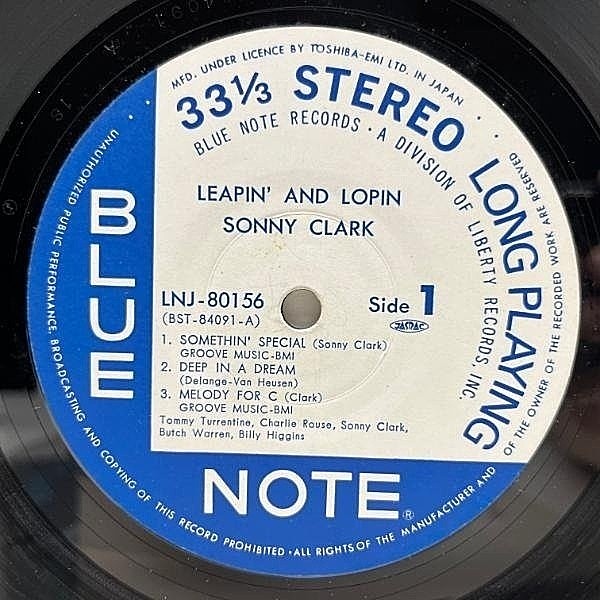 MFD. UNDER LICENCE BY TOSHIBA-EMI LTD. IN JAPAN
33 1/3 STEREO LONG PLAYING
BLUE NOTE RECORDS · A DIVISION OF LIBERTY RECORDS, INC.
LEAPIN' AND LOPIN
SONNY CLARK
LNJ-80156 Side 1
(BST-84091-A) JASRAC
1. SOMETHIN' SPECIAL (Sonny Clark)
GROOVE MUSIC-BMI
2. DEEP IN A DREAM
(Delange-Van Heusen)
3. MELODY FOR C (Clark)
GROOVE MUSIC-BMI
Tommy Turrentine, Charlie Rouse, Sonny Clark,
Butch Warren, Billy Higgins
BLUE
NOTE®
UNAUTHORIZED PUBLIC PERFORMANCE, BROADCASTING AND COPYING OF THIS RECORD PROHIBITED · ALL RIGHTS OF THE MANUFACTURER AND OF THE OWNER OF THE RECORDED WORK ARE RESERVED